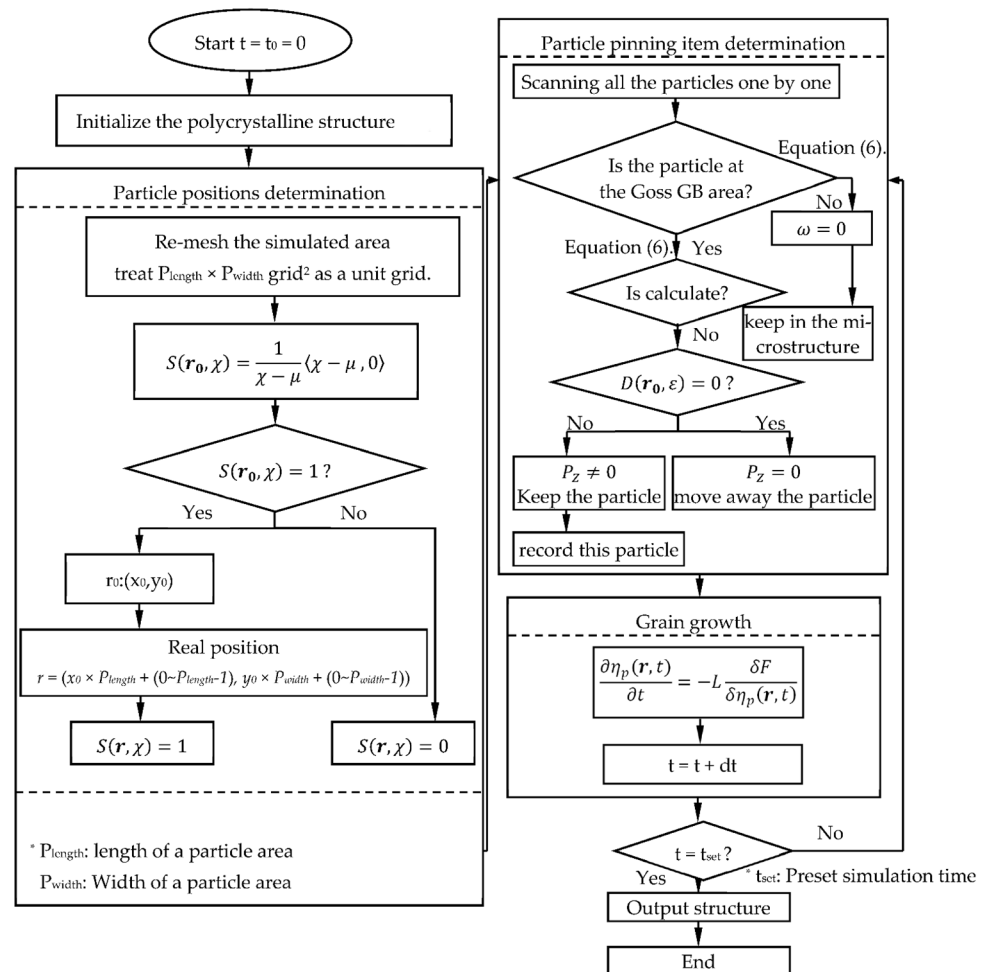 Start t = t₀ = 0
Initialize the polycrystalline structure
Particle positions determination
Re-mesh the simulated area
treat Plength × Pwidth grid² as a unit grid.
S(r₀, χ) = 1/(χ − μ) ⟨χ − μ , 0⟩
S(r₀, χ) = 1 ?
Yes
No
r₀:(x₀,y₀)
Real position
r = (x₀ × Plength + (0~Plength-1), y₀ × Pwidth + (0~Pwidth-1))
S(r, χ) = 1
S(r, χ) = 0
* Plength: length of a particle area
Pwidth: Width of a particle area
Particle pinning item determination
Scanning all the particles one by one
Is the particle at
the Goss GB area?
Equation (6).
No
ω = 0
keep in the mi-
crostructure
Equation (6).
Yes
Is calculate?
No
D(r₀, ε) = 0 ?
No
Yes
P_Z ≠ 0
Keep the particle
P_Z = 0
move away the particle
record this particle
Grain growth
∂ηₚ(r, t)/∂t = −L δF/δηₚ(r, t)
t = t + dt
t = tset ?
No
Yes
* tset: Preset simulation time
Output structure
End